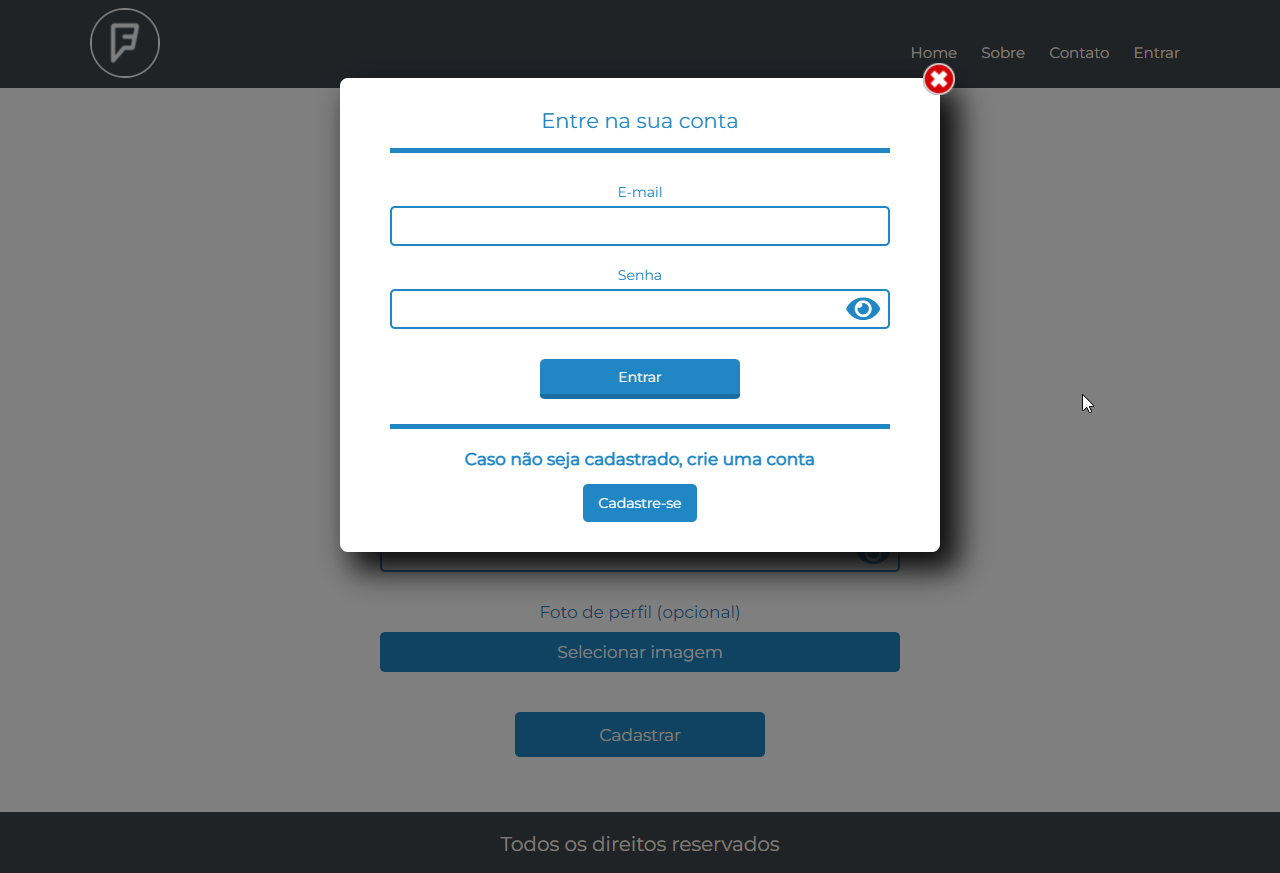 Home Sobre Contato Entrar
Entre na sua conta
E-mail
Senha
Entrar
Caso não seja cadastrado, crie uma conta
Cadastre-se
Foto de perfil (opcional)
Selecionar imagem
Cadastrar
Todos os direitos reservados